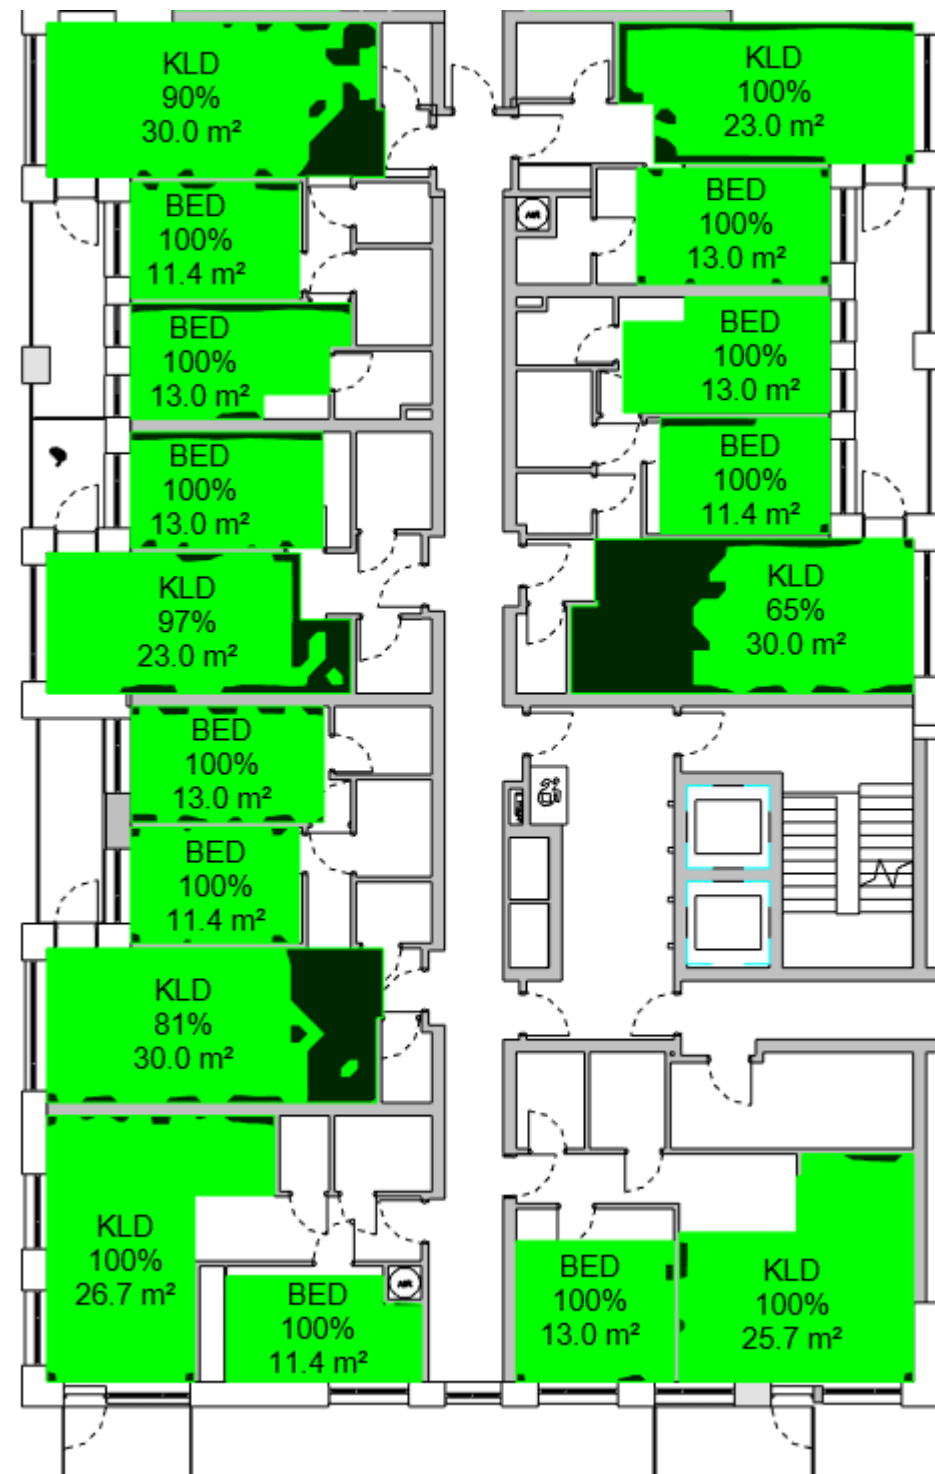 KLD
90%
30.0 m²
KLD
100%
23.0 m²
BED
100%
11.4 m²
BED
100%
13.0 m²
BED
100%
13.0 m²
BED
100%
13.0 m²
BED
100%
13.0 m²
BED
100%
11.4 m²
KLD
97%
23.0 m²
KLD
65%
30.0 m²
BED
100%
13.0 m²
BED
100%
11.4 m²
KLD
81%
30.0 m²
KLD
100%
26.7 m²
BED
100%
11.4 m²
BED
100%
13.0 m²
KLD
100%
25.7 m²